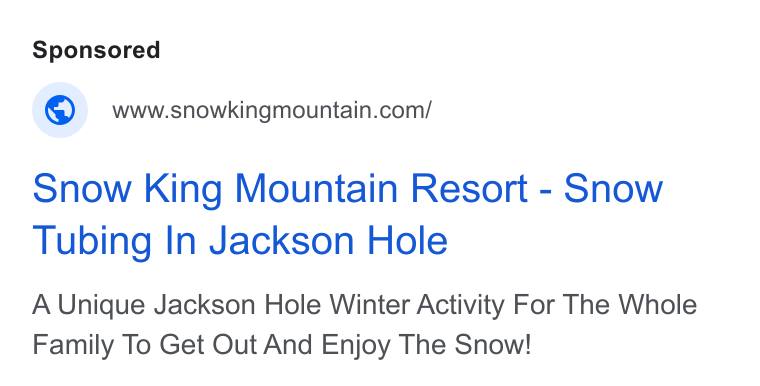 Sponsored
www.snowkingmountain.com/
Snow King Mountain Resort - Snow
Tubing In Jackson Hole
A Unique Jackson Hole Winter Activity For The Whole
Family To Get Out And Enjoy The Snow!